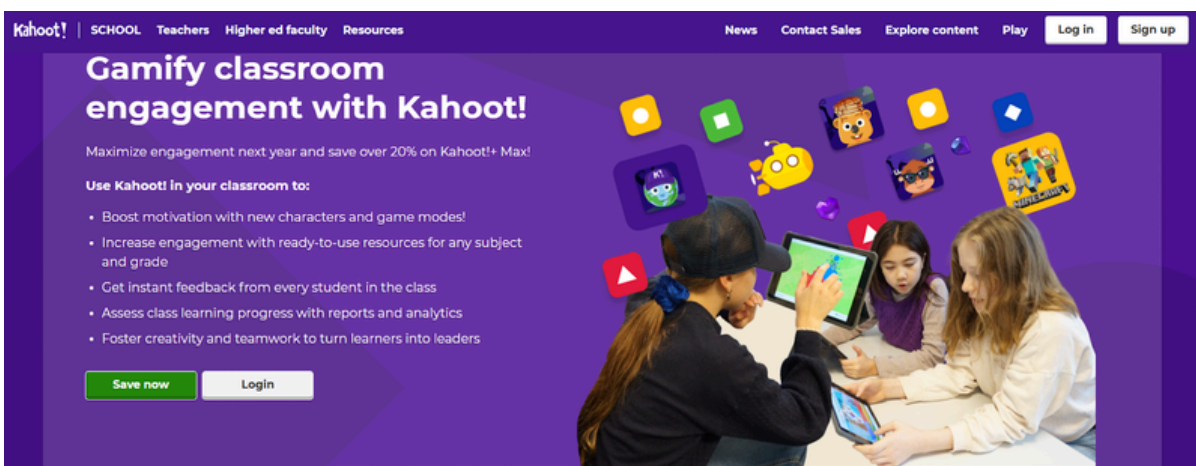 Kahoot! SCHOOL Teachers Higher ed faculty Resources News Contact Sales Explore content Play Log in Sign up
Gamify classroom
engagement with Kahoot!
Maximize engagement next year and save over 20% on Kahoot!+ Max!
Use Kahoot! in your classroom to:
• Boost motivation with new characters and game modes!
• Increase engagement with ready-to-use resources for any subject
and grade
• Get instant feedback from every student in the class
• Assess class learning progress with reports and analytics
• Foster creativity and teamwork to turn learners into leaders
Save now Login
K!
MINECRAFT